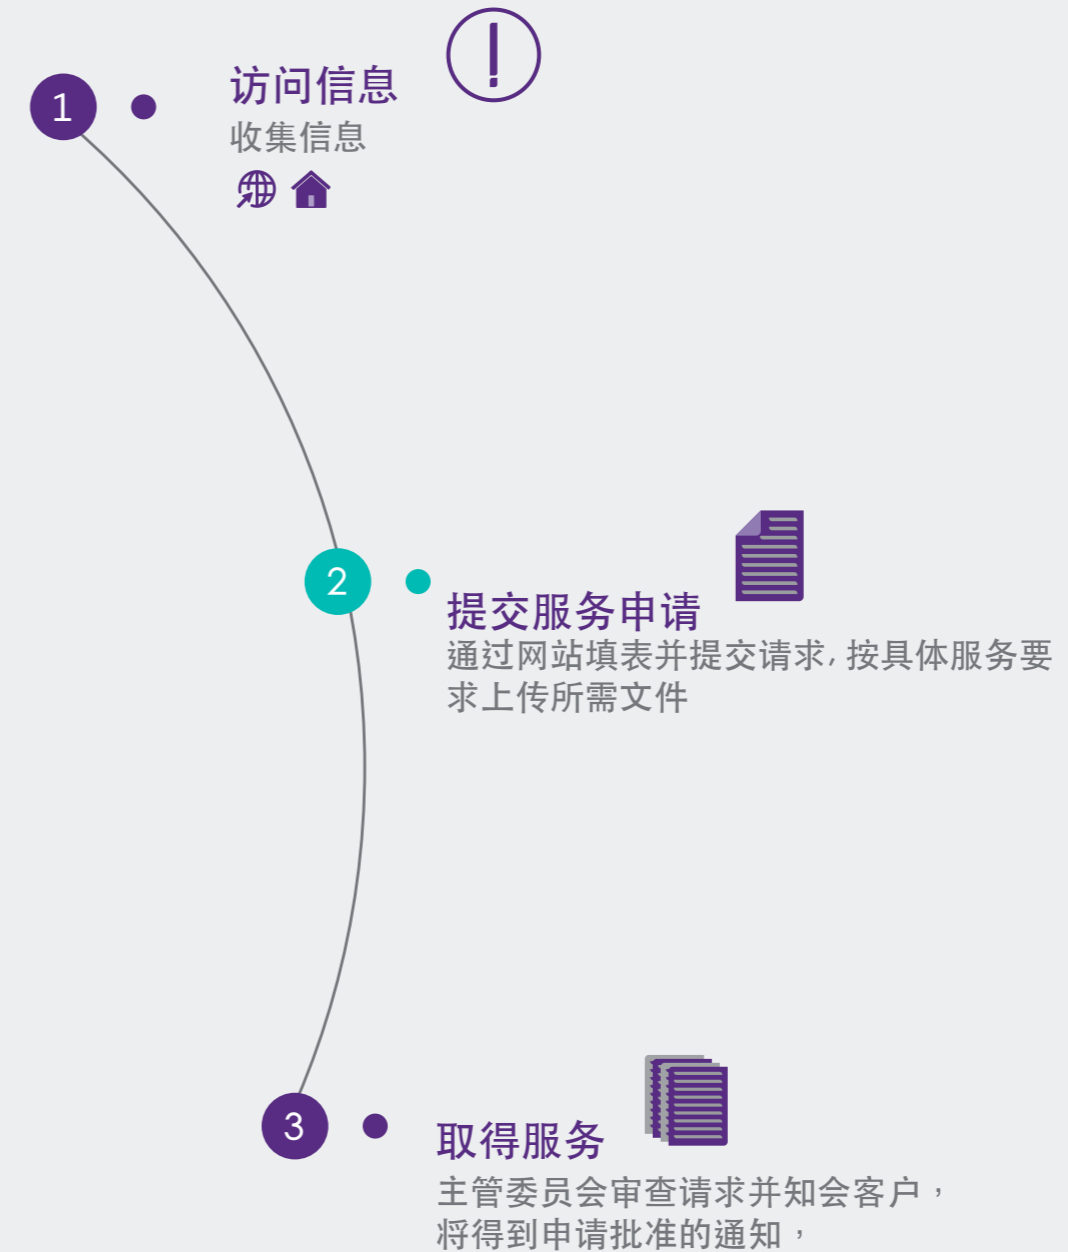 1
访问信息
收集信息
2
提交服务申请
通过网站填表并提交请求, 按具体服务要
求上传所需文件
3
取得服务
主管委员会审查请求并知会客户，
将得到申请批准的通知，